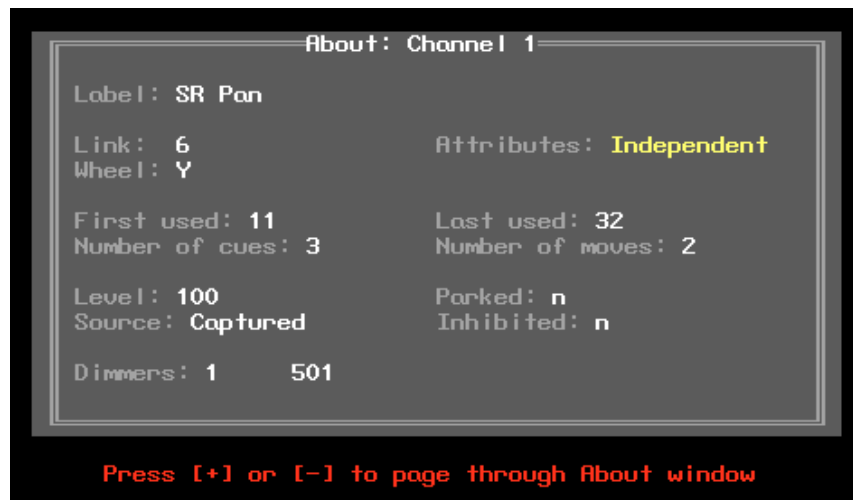 About: Channel 1
Label: SR Pan
Link: 6 Attributes: Independent
Wheel: Y
First used: 11 Last used: 32
Number of cues: 3 Number of moves: 2
Level: 100 Parked: n
Source: Captured Inhibited: n
Dimmers: 1 501
Press [+] or [-] to page through About window